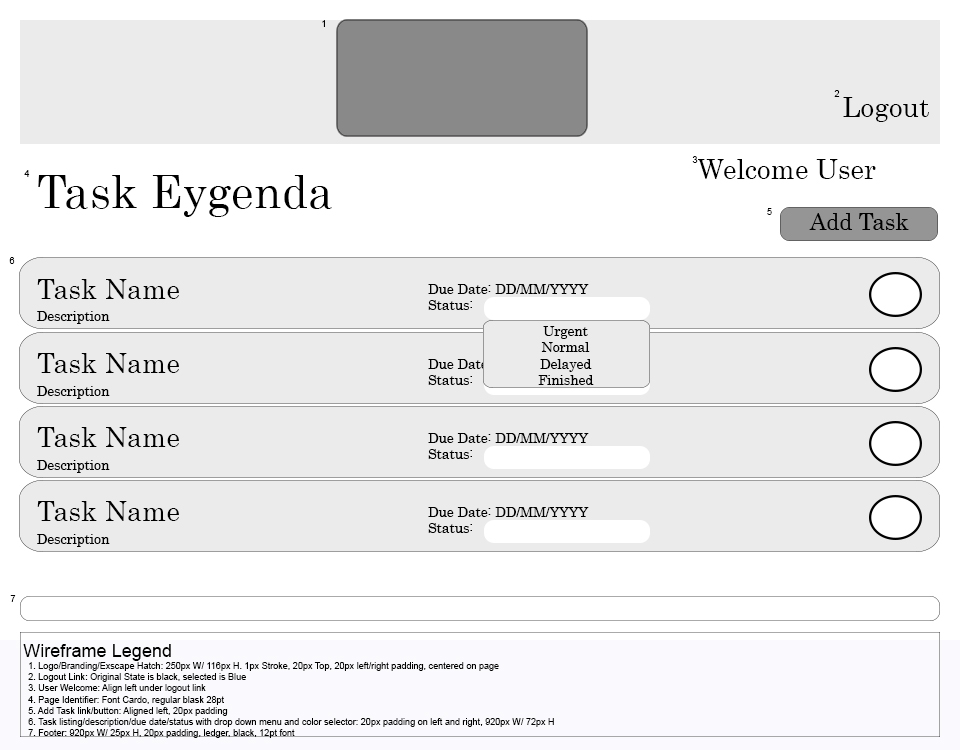 1
2 Logout
3 Welcome User
4 Task Eygenda
5 Add Task
6
Task Name
Due Date: DD/MM/YYYY
Status:
Description
Urgent
Normal
Delayed
Finished
Task Name
Due Date
Status:
Description
Task Name
Due Date: DD/MM/YYYY
Status:
Description
Task Name
Due Date: DD/MM/YYYY
Status:
Description
7
Wireframe Legend
1. Logo/Branding/Exscape Hatch: 250px W/ 116px H. 1px Stroke, 20px Top, 20px left/right padding, centered on page
2. Logout Link: Original State is black, selected is Blue
3. User Welcome: Align left under logout link
4. Page Identifier: Font Cardo, regular blask 28pt
5. Add Task link/button: Aligned left, 20px padding
6. Task listing/description/due date/status with drop down menu and color selector: 20px padding on left and right, 920px W/ 72px H
7. Footer: 920px W/ 25px H, 20px padding, ledger, black, 12pt font